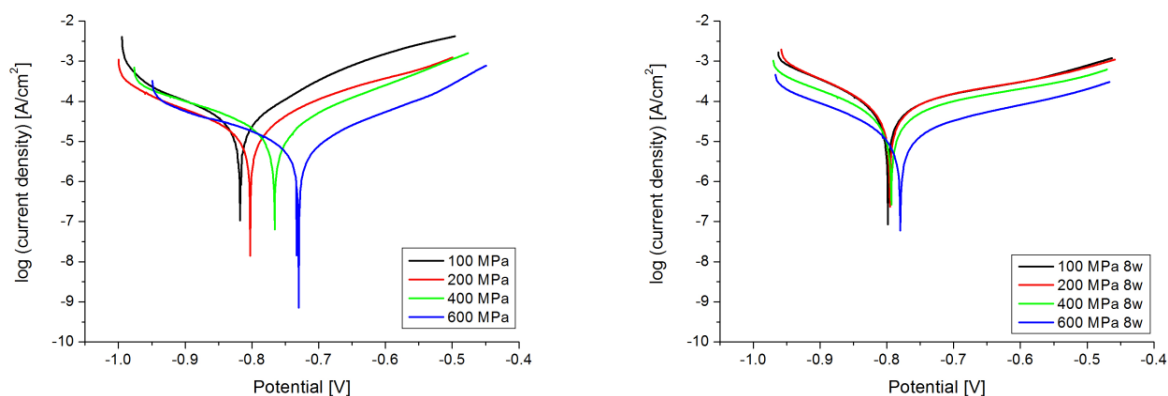 log (current density) [A/cm²]
-2
-3
-4
-5
-6
-7
-8
-9
-10
-1.0
-0.9
-0.8
-0.7
-0.6
-0.5
-0.4
Potential [V]
100 MPa
200 MPa
400 MPa
600 MPa
log (current density) [A/cm²]
-2
-3
-4
-5
-6
-7
-8
-9
-10
-1.0
-0.9
-0.8
-0.7
-0.6
-0.5
-0.4
Potential [V]
100 MPa 8w
200 MPa 8w
400 MPa 8w
600 MPa 8w